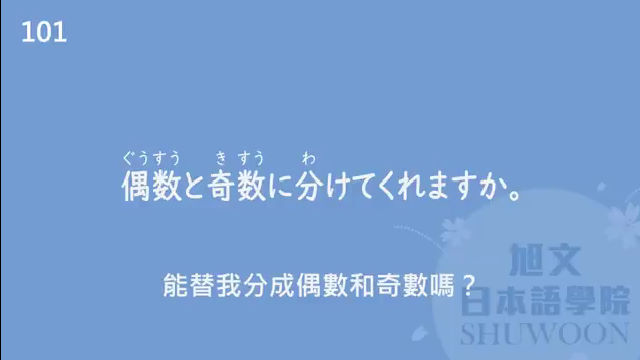 101
ぐうすう きすう わ
偶数と奇数に分けてくれますか。
能替我分成偶數和奇數嗎？
旭文
日本語學院
SHUWOON